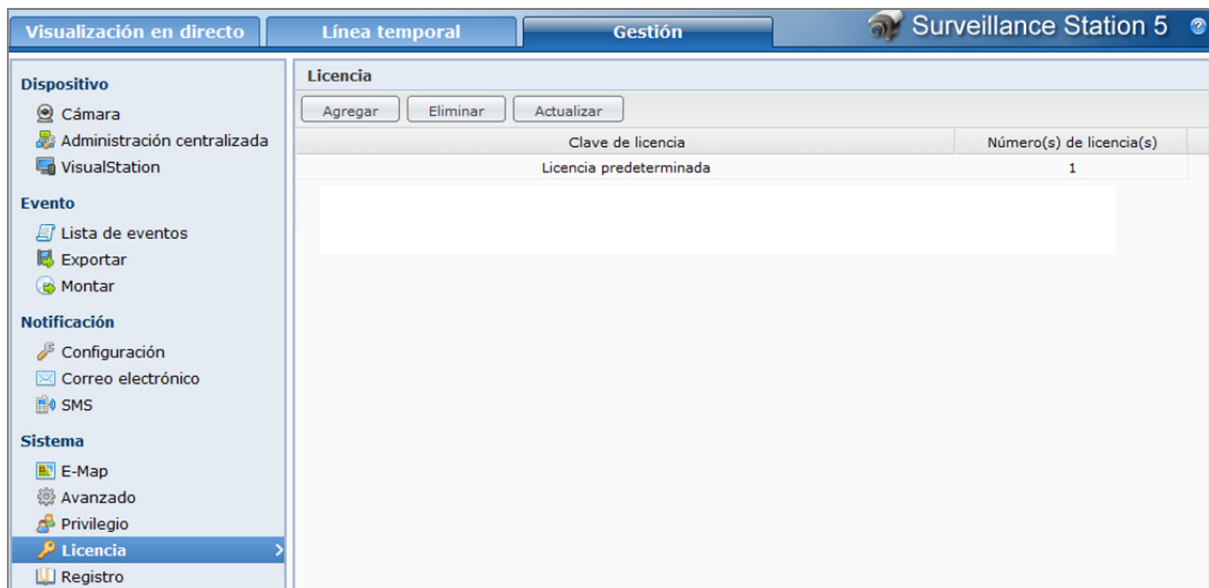 Visualización en directo
Línea temporal
Gestión
Surveillance Station 5
?
Dispositivo
Cámara
Administración centralizada
VisualStation
Evento
Lista de eventos
Exportar
Montar
Notificación
Configuración
Correo electrónico
SMS
Sistema
E-Map
Avanzado
Privilegio
Licencia
Registro
Licencia
Agregar Eliminar Actualizar
Clave de licencia Número(s) de licencia(s)
Licencia predeterminada 1